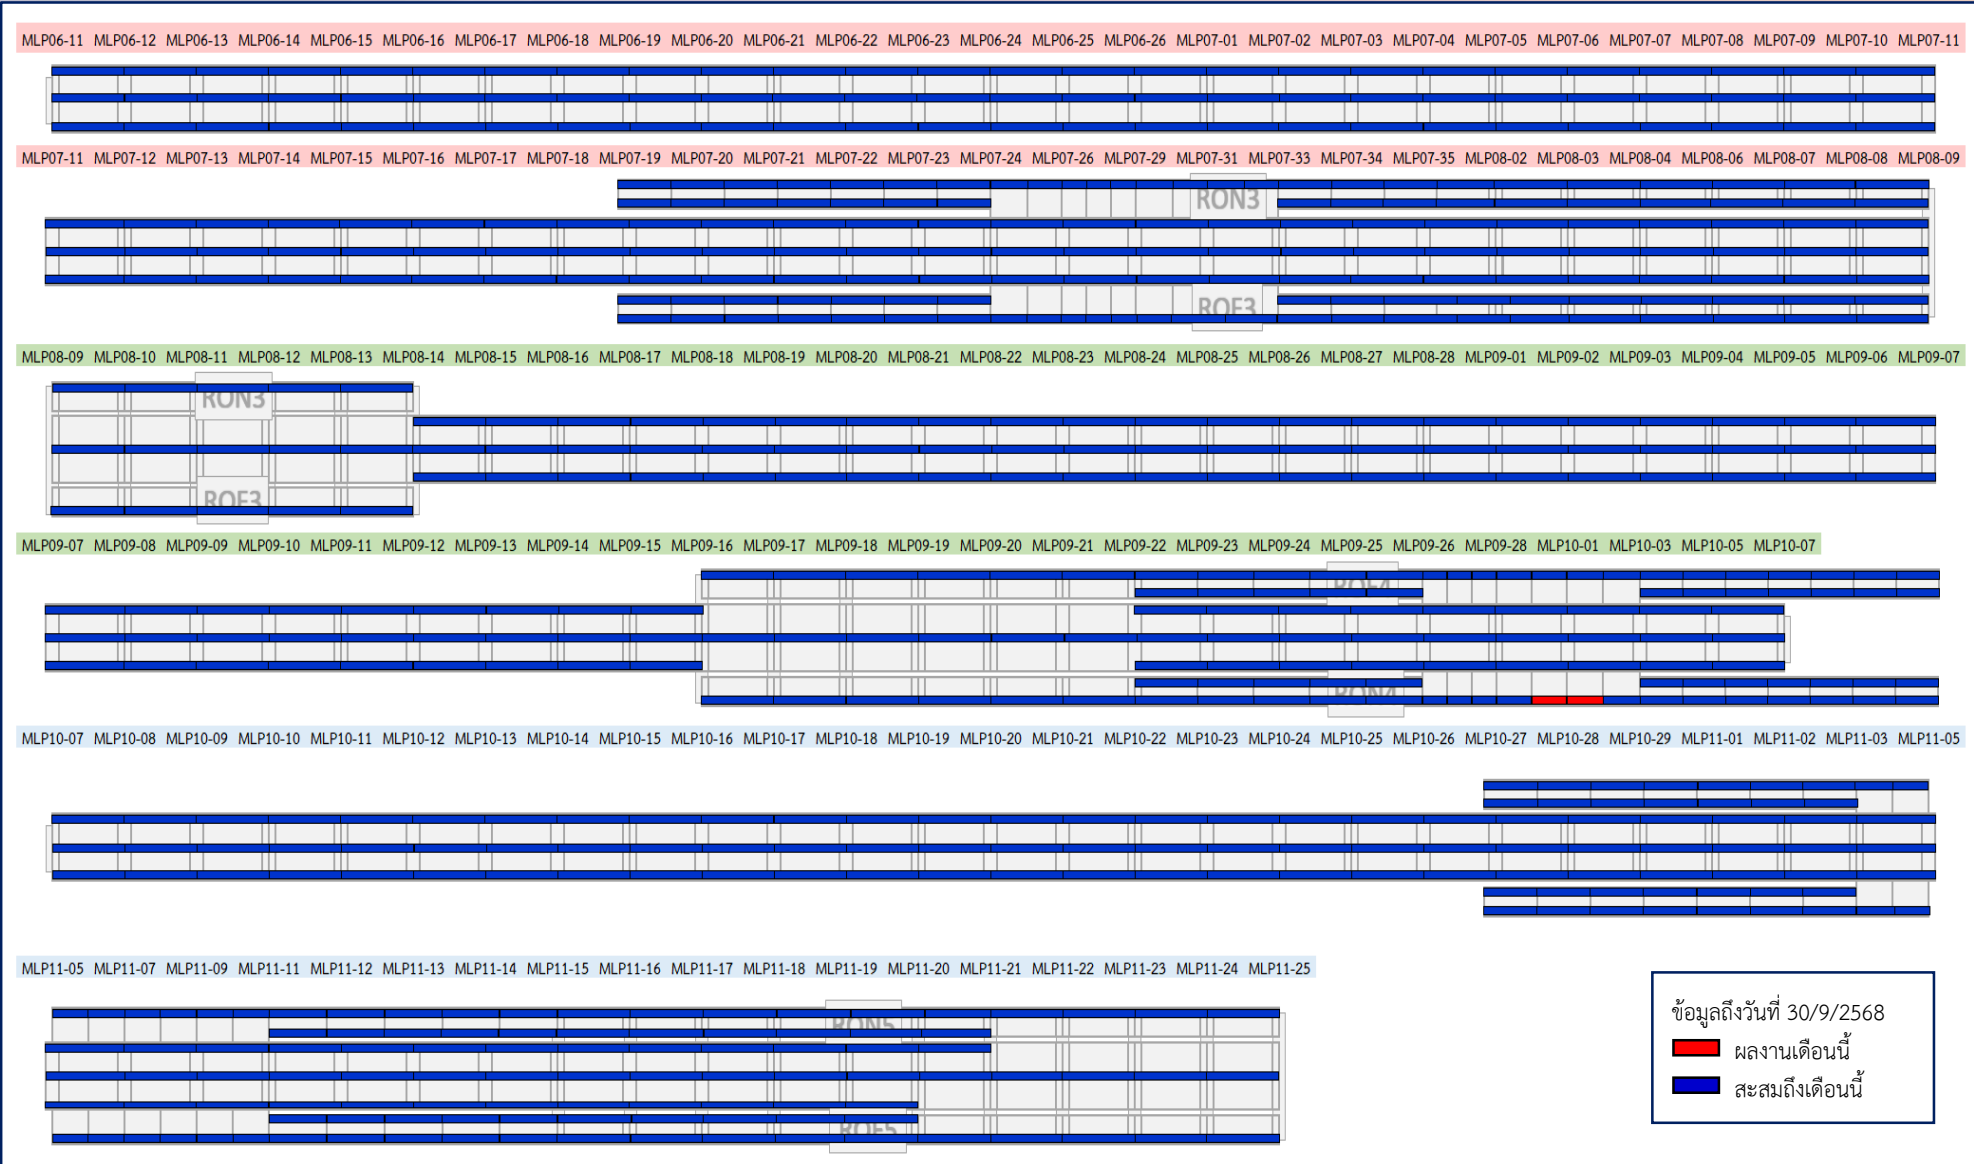 MLP06-11 MLP06-12 MLP06-13 MLP06-14 MLP06-15 MLP06-16 MLP06-17 MLP06-18 MLP06-19 MLP06-20 MLP06-21 MLP06-22 MLP06-23 MLP06-24 MLP06-25 MLP06-26 MLP07-01 MLP07-02 MLP07-03 MLP07-04 MLP07-05 MLP07-06 MLP07-07 MLP07-08 MLP07-09 MLP07-10 MLP07-11
MLP07-11 MLP07-12 MLP07-13 MLP07-14 MLP07-15 MLP07-16 MLP07-17 MLP07-18 MLP07-19 MLP07-20 MLP07-21 MLP07-22 MLP07-23 MLP07-24 MLP07-26 MLP07-29 MLP07-31 MLP07-33 MLP07-34 MLP07-35 MLP08-02 MLP08-03 MLP08-04 MLP08-06 MLP08-07 MLP08-08 MLP08-09
RON3
ROF3
MLP08-09 MLP08-10 MLP08-11 MLP08-12 MLP08-13 MLP08-14 MLP08-15 MLP08-16 MLP08-17 MLP08-18 MLP08-19 MLP08-20 MLP08-21 MLP08-22 MLP08-23 MLP08-24 MLP08-25 MLP08-26 MLP08-27 MLP08-28 MLP09-01 MLP09-02 MLP09-03 MLP09-04 MLP09-05 MLP09-06 MLP09-07
RON3
ROF3
MLP09-07 MLP09-08 MLP09-09 MLP09-10 MLP09-11 MLP09-12 MLP09-13 MLP09-14 MLP09-15 MLP09-16 MLP09-17 MLP09-18 MLP09-19 MLP09-20 MLP09-21 MLP09-22 MLP09-23 MLP09-24 MLP09-25 MLP09-26 MLP09-28 MLP10-01 MLP10-03 MLP10-05 MLP10-07
ROF4
RON4
MLP10-07 MLP10-08 MLP10-09 MLP10-10 MLP10-11 MLP10-12 MLP10-13 MLP10-14 MLP10-15 MLP10-16 MLP10-17 MLP10-18 MLP10-19 MLP10-20 MLP10-21 MLP10-22 MLP10-23 MLP10-24 MLP10-25 MLP10-26 MLP10-27 MLP10-28 MLP10-29 MLP11-01 MLP11-02 MLP11-03 MLP11-05
MLP11-05 MLP11-07 MLP11-09 MLP11-11 MLP11-12 MLP11-13 MLP11-14 MLP11-15 MLP11-16 MLP11-17 MLP11-18 MLP11-19 MLP11-20 MLP11-21 MLP11-22 MLP11-23 MLP11-24 MLP11-25
RON5
ROF5
ข้อมูลถึงวันที่ 30/9/2568
ผลงานเดือนนี้
สะสมถึงเดือนนี้